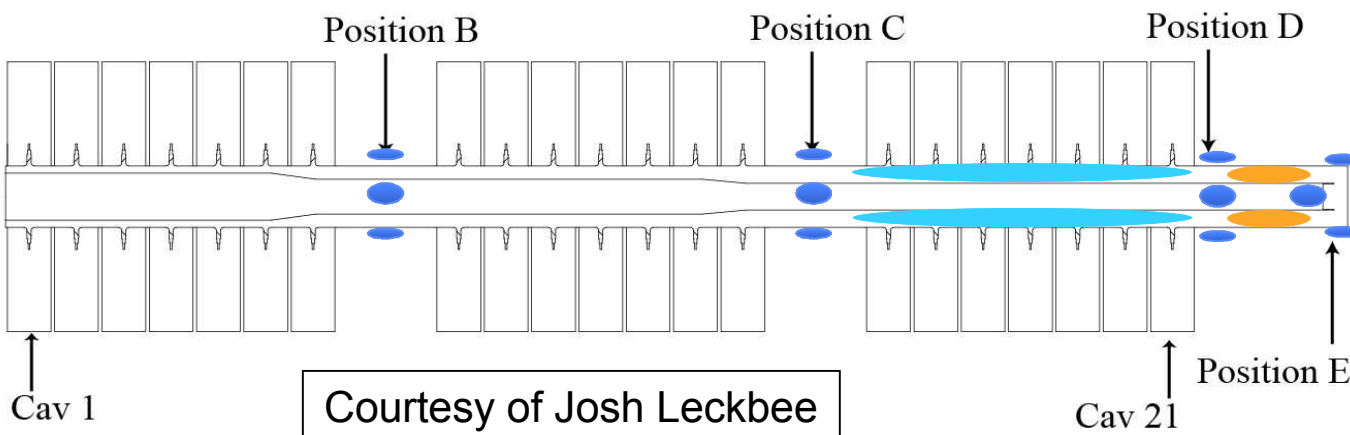 Position B
Position C
Position D
Position E
Cav 1
Courtesy of Josh Leckbee
Cav 21